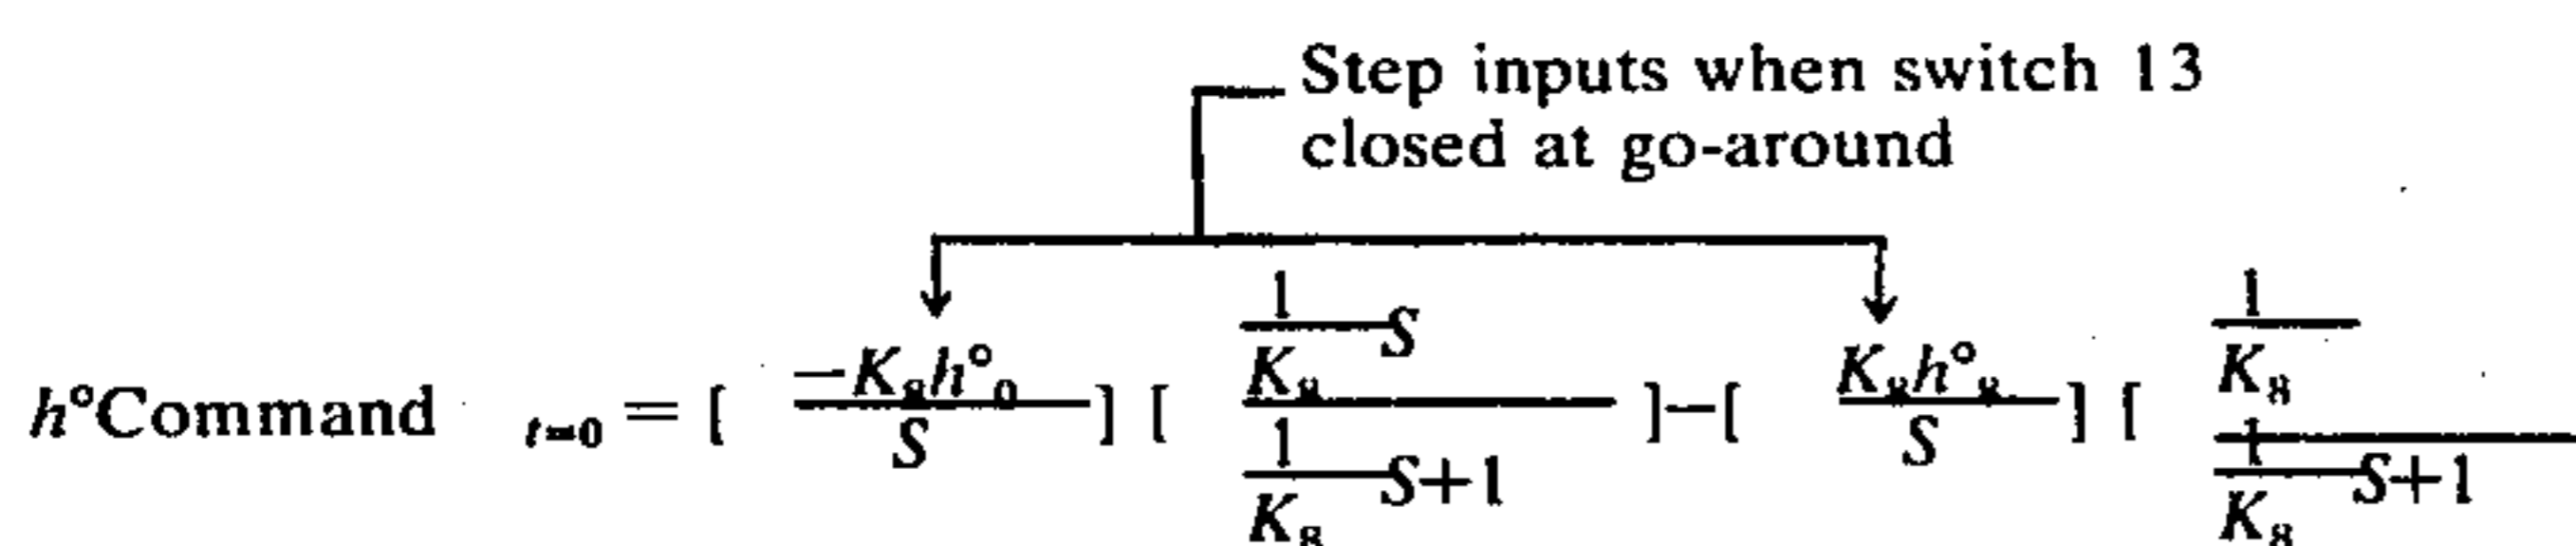 Step inputs when switch 13
closed at go-around
h°Command t=0 = [ −K₈h°₀ / S ] [ (1/K₈ S) / (1/K₈ S+1) ]−[ K₈h°₈ / S ] [ (1/K₈) / (1/K₈ S+1)